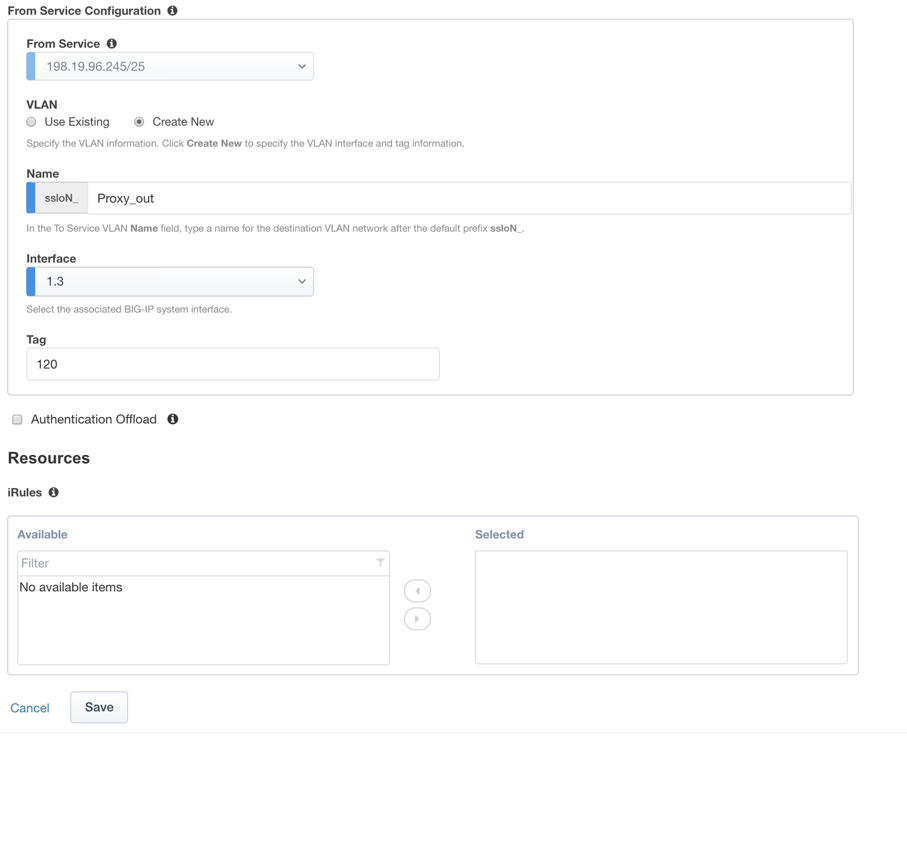 From Service Configuration
From Service
198.19.96.245/25
VLAN
Use Existing Create New
Specify the VLAN information. Click Create New to specify the VLAN interface and tag information.
Name
ssloN_ Proxy_out
In the To Service VLAN Name field, type a name for the destination VLAN network after the default prefix ssloN_.
Interface
1.3
Select the associated BIG-IP system interface.
Tag
120
Authentication Offload
Resources
iRules
Available Selected
Filter
No available items
Cancel Save